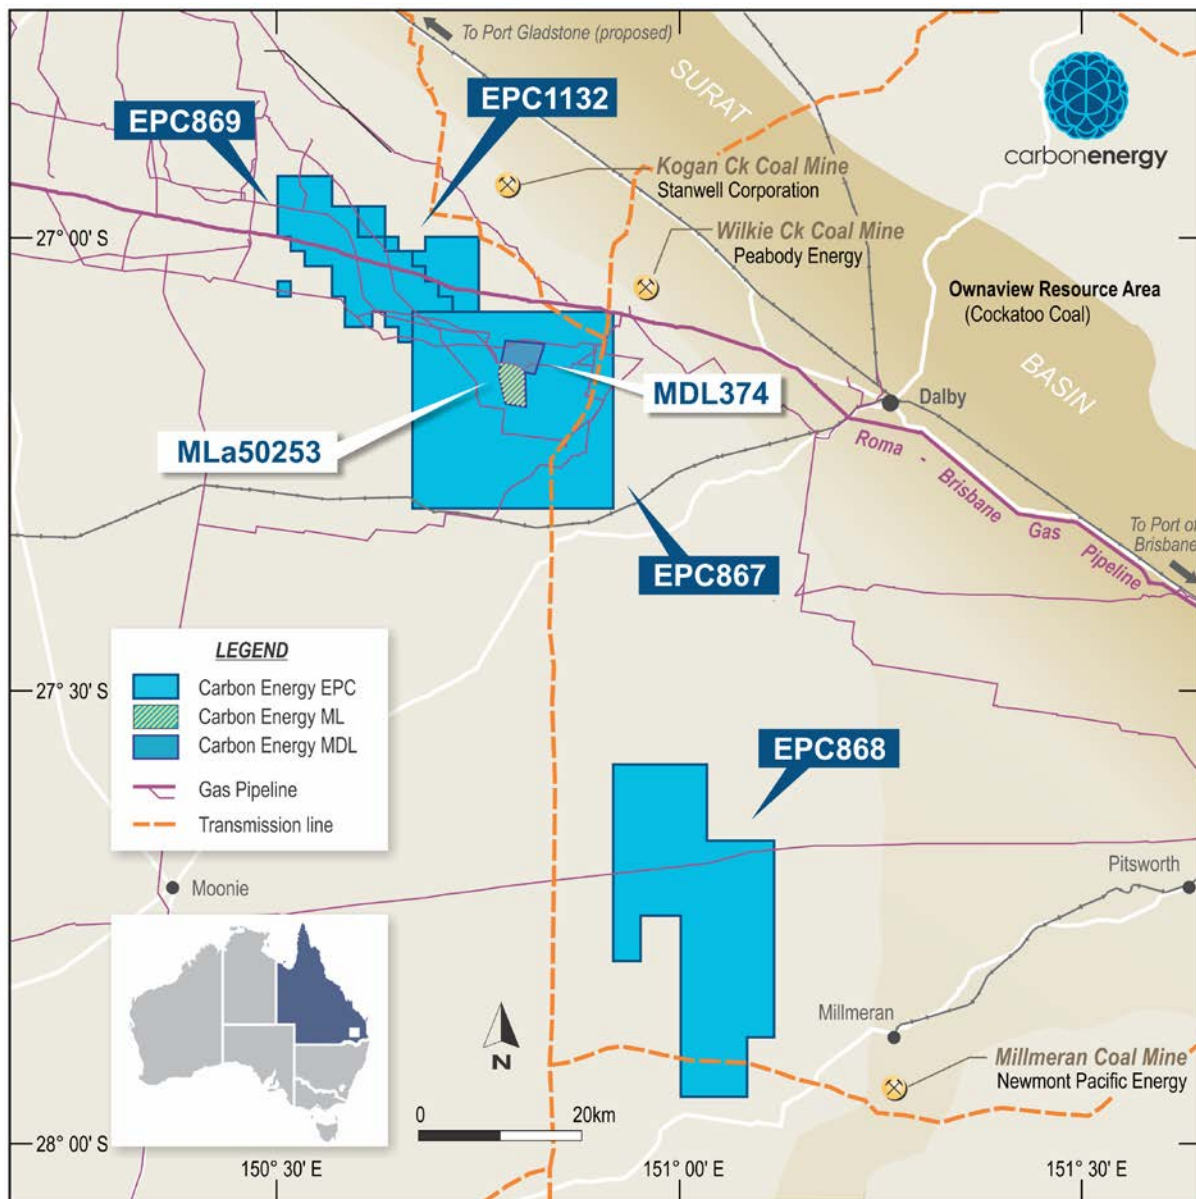 To Port Gladstone (proposed)
SURAT
EPC1132
EPC869
carbonenergy
Kogan Ck Coal Mine
Stanwell Corporation
Wilkie Ck Coal Mine
Peabody Energy
27° 00' S
Ownaview Resource Area
(Cockatoo Coal)
BASIN
MDL374
Dalby
MLa50253
Roma - Brisbane Gas Pipeline
To Port of
Brisbane
EPC867
LEGEND
Carbon Energy EPC
Carbon Energy ML
Carbon Energy MDL
Gas Pipeline
Transmission line
27° 30' S
EPC868
Moonie
Pitsworth
Millmeran
N
Millmeran Coal Mine
Newmont Pacific Energy
0 20km
28° 00' S
150° 30' E
151° 00' E
151° 30' E